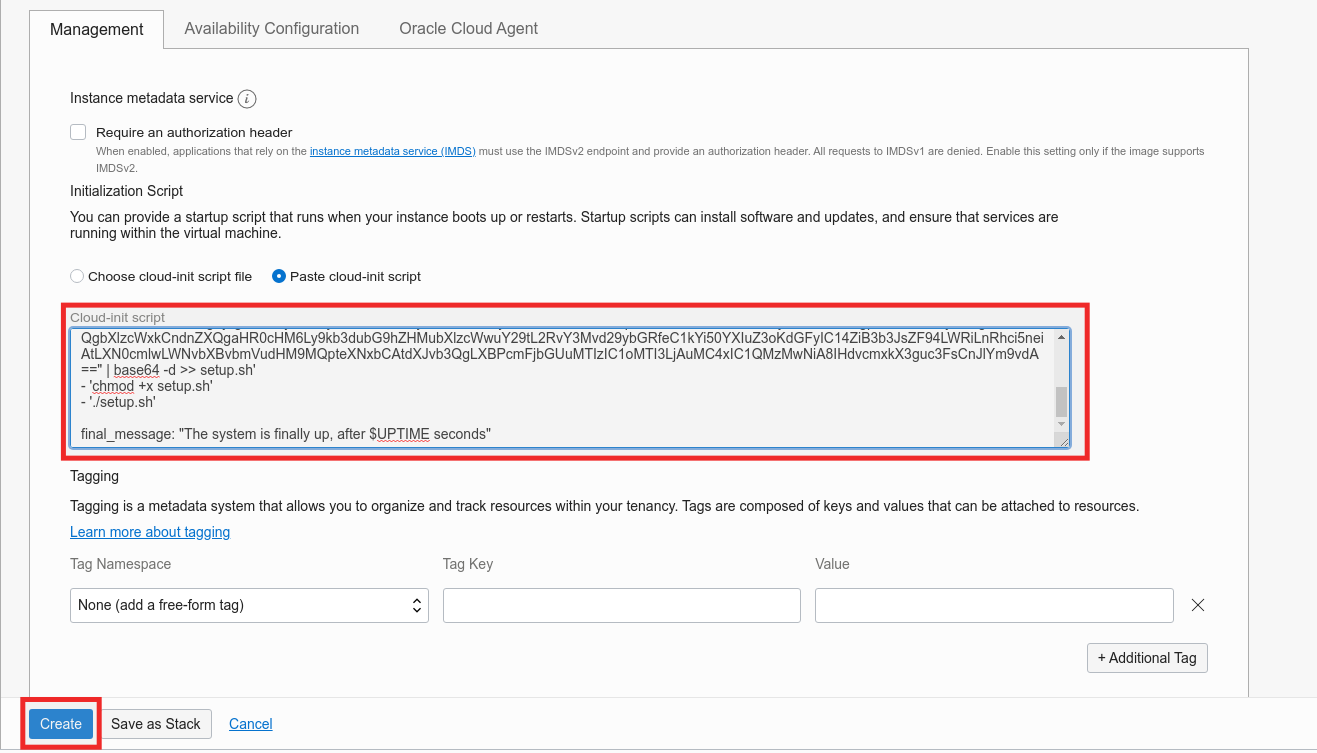 Management
Availability Configuration
Oracle Cloud Agent
Instance metadata service
Require an authorization header
When enabled, applications that rely on the instance metadata service (IMDS) must use the IMDSv2 endpoint and provide an authorization header. All requests to IMDSv1 are denied. Enable this setting only if the image supports
IMDSv2.
Initialization Script
You can provide a startup script that runs when your instance boots up or restarts. Startup scripts can install software and updates, and ensure that services are
running within the virtual machine.
Choose cloud-init script file
Paste cloud-init script
Cloud-init script
==" | base64 -d >> setup.sh'
- 'chmod +x setup.sh'
- './setup.sh'
final_message: "The system is finally up, after $UPTIME seconds"
Tagging
Tagging is a metadata system that allows you to organize and track resources within your tenancy. Tags are composed of keys and values that can be attached to resources.
Learn more about tagging
Tag Namespace
Tag Key
Value
None (add a free-form tag)
+ Additional Tag
Create
Save as Stack
Cancel